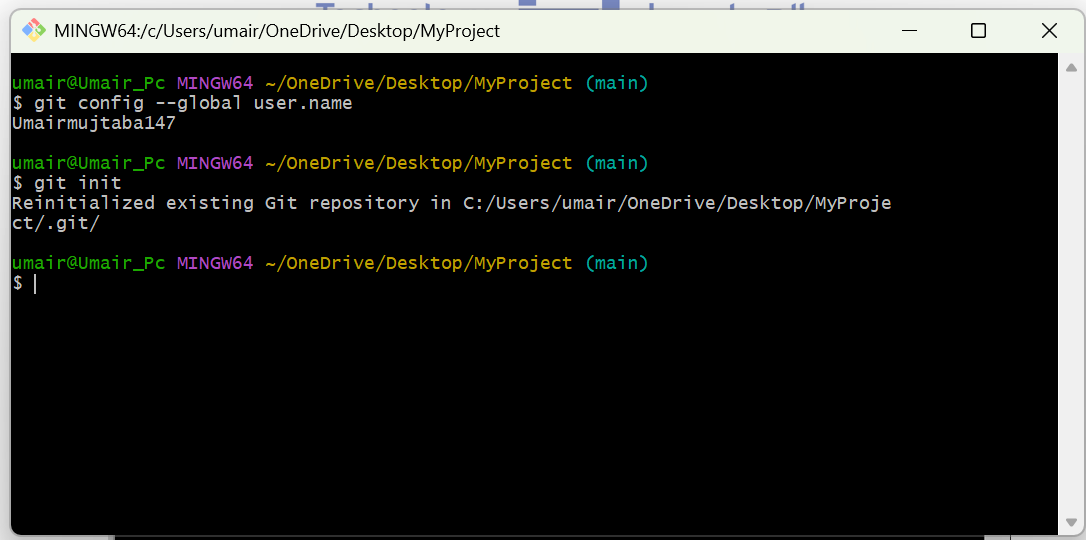 MINGW64:/c/Users/umair/OneDrive/Desktop/MyProject
umair@Umair_Pc MINGW64 ~/OneDrive/Desktop/MyProject (main)
$ git config --global user.name
Umairmujtaba147
umair@Umair_Pc MINGW64 ~/OneDrive/Desktop/MyProject (main)
$ git init
Reinitialized existing Git repository in C:/Users/umair/OneDrive/Desktop/MyProje
ct/.git/
umair@Umair_Pc MINGW64 ~/OneDrive/Desktop/MyProject (main)
$